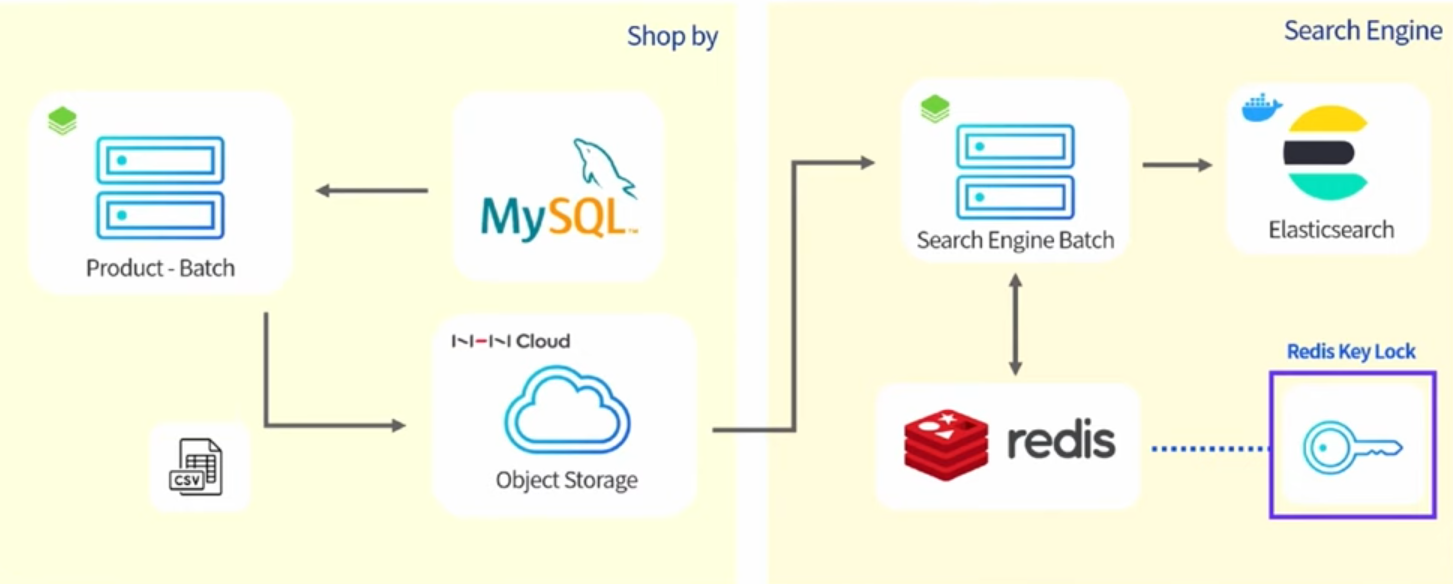 Shop by
Product - Batch
MySQL™
NHN Cloud
Object Storage
CSV
Search Engine
Search Engine Batch
Elasticsearch
redis
Redis Key Lock